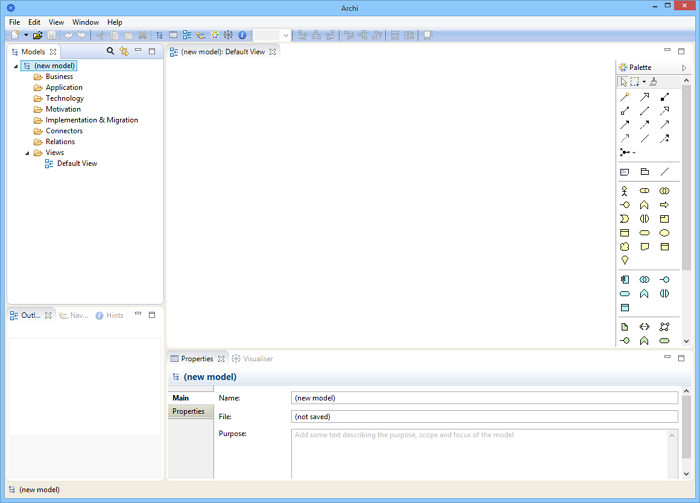 Archi
File Edit View Window Help
Models
(new model): Default View
(new model)
Business
Application
Technology
Motivation
Implementation & Migration
Connectors
Relations
Views
Default View
Palette
Outl... Nav... Hints
Properties Visualiser
(new model)
Main
Properties
Name: (new model)
File: (not saved)
Purpose: Add some text describing the purpose, scope and focus of the model
(new model)